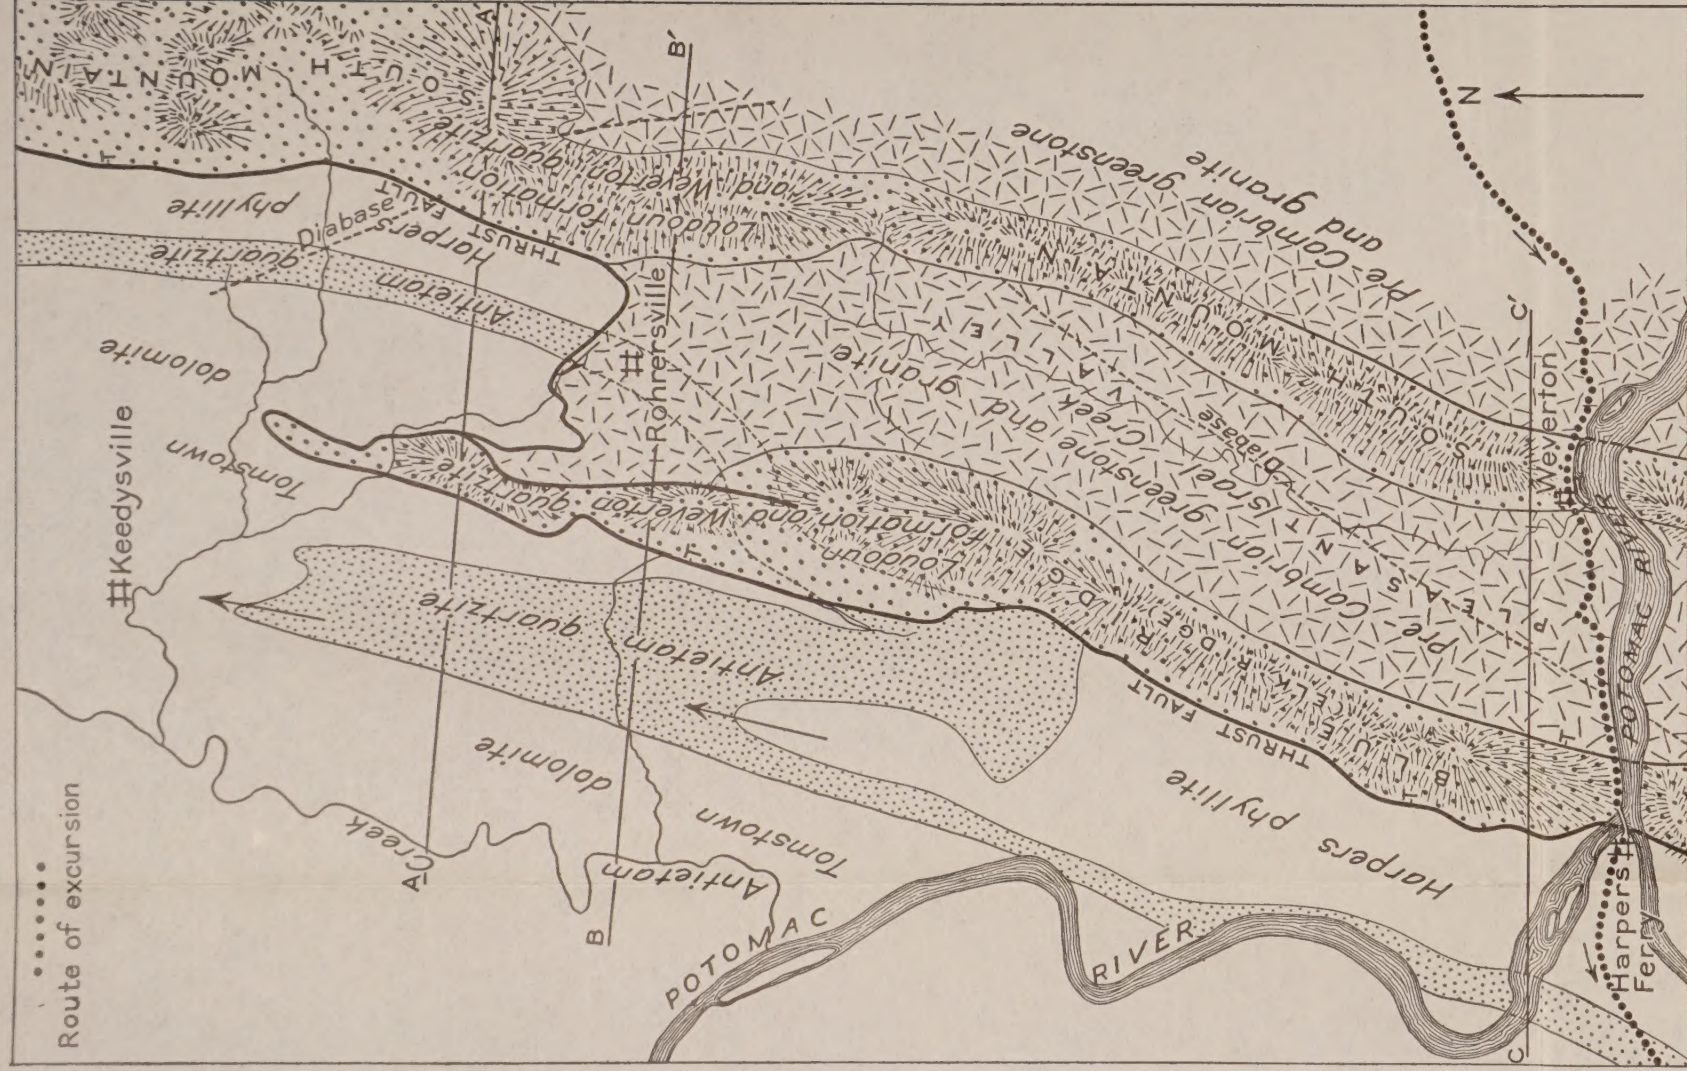 Route of excursion
SOUTH MOUNTAIN
A
B'
N
THRUST FAULT
Harpers
phyllite
Diabase
Antietam
quartzite
Loudoun formation
and Weverton
quartzite
Pre Cambrian greenstone
and granite
Keedysville
Tomstown
dolomite
Rohrersville
quartzite
Loudoun
formation and Weverton
Pre Cambrian greenstone and
granite
Israel Creek
Diabase
PLEASANT
VALLEY
SOUTH MOUNTAIN
C'
Weverton
Antietam
quartzite
BLUE RIDGE
ELK RIDGE
THRUST FAULT
T
T
T
T
T
Tomstown
dolomite
Antietam
Creek
A'
B
Harpers
phyllite
POTOMAC
RIVER
POTOMAC RIVER
Harpers
Ferry
C